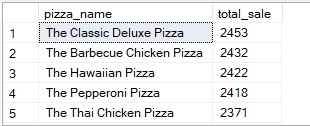 pizza_name total_sale
1 The Classic Deluxe Pizza 2453
2 The Barbecue Chicken Pizza 2432
3 The Hawaiian Pizza 2422
4 The Pepperoni Pizza 2418
5 The Thai Chicken Pizza 2371